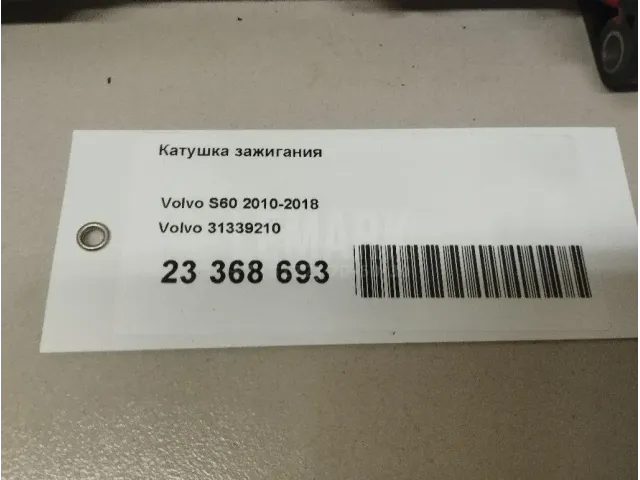 Катушка зажигания
Volvo S60 2010-2018
Volvo 31339210
23 368 693